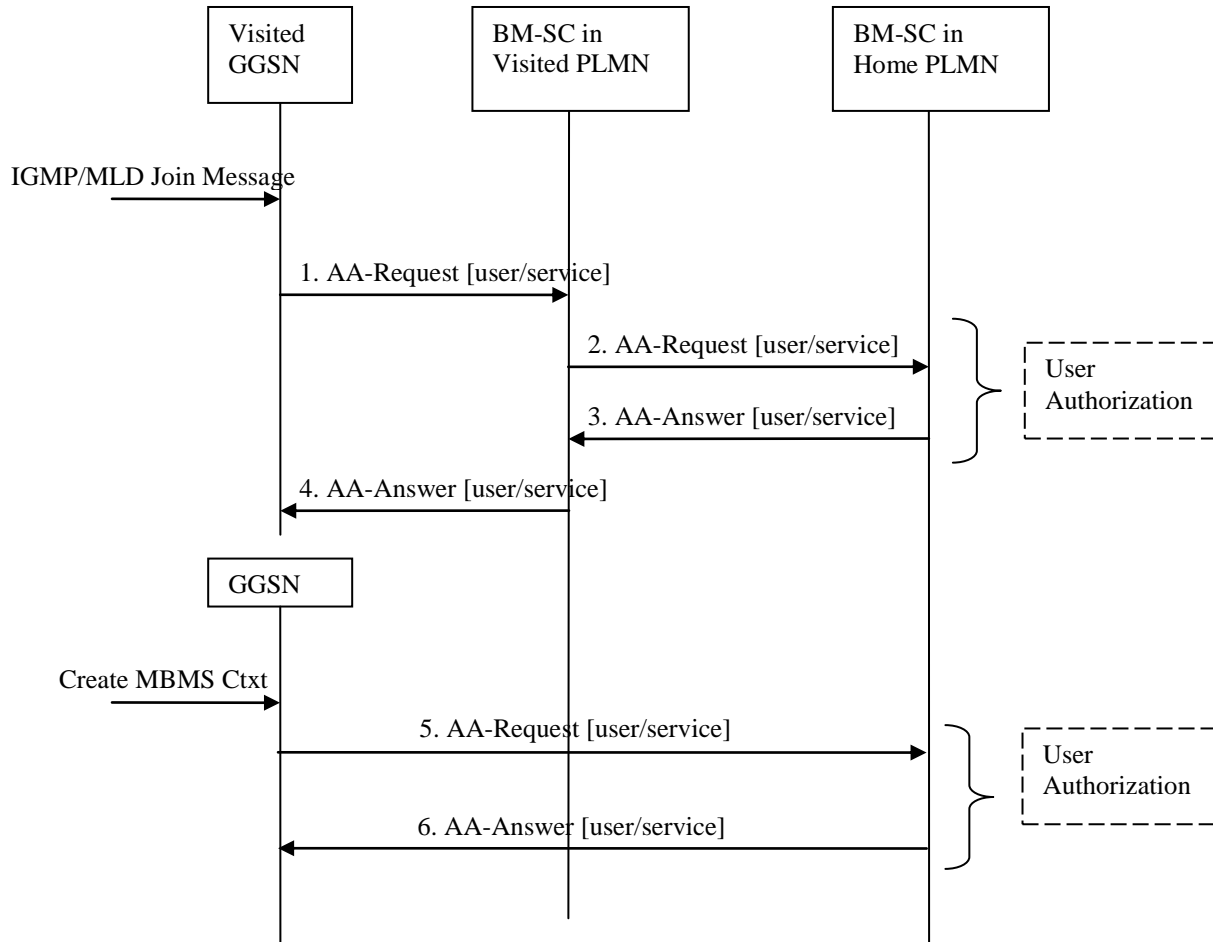 Visited
GGSN
BM-SC in
Visited PLMN
BM-SC in
Home PLMN
IGMP/MLD Join Message
1. AA-Request [user/service]
2. AA-Request [user/service]
User
Authorization
3. AA-Answer [user/service]
4. AA-Answer [user/service]
GGSN
Create MBMS Ctxt
5. AA-Request [user/service]
User
Authorization
6. AA-Answer [user/service]